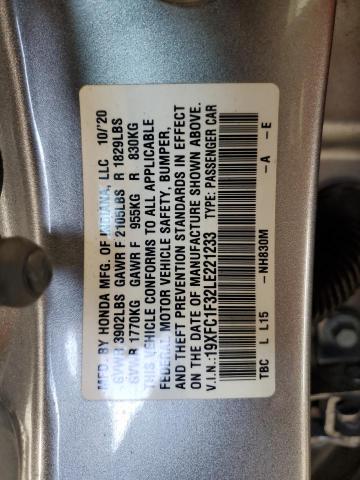 MFD. BY HONDA MFG. OF INDIANA, LLC 10/'20
GVWR 3902LBS GAWR F 2105LBS R 1829LBS
GVWR 1770KG GAWR F 955KG R 830KG
THIS VEHICLE CONFORMS TO ALL APPLICABLE
FEDERAL MOTOR VEHICLE SAFETY, BUMPER,
AND THEFT PREVENTION STANDARDS IN EFFECT
ON THE DATE OF MANUFACTURE SHOWN ABOVE.
V.I.N.: 19XFC1F32LE221233 TYPE: PASSENGER CAR
TBC L L15 -NH830M -A -E